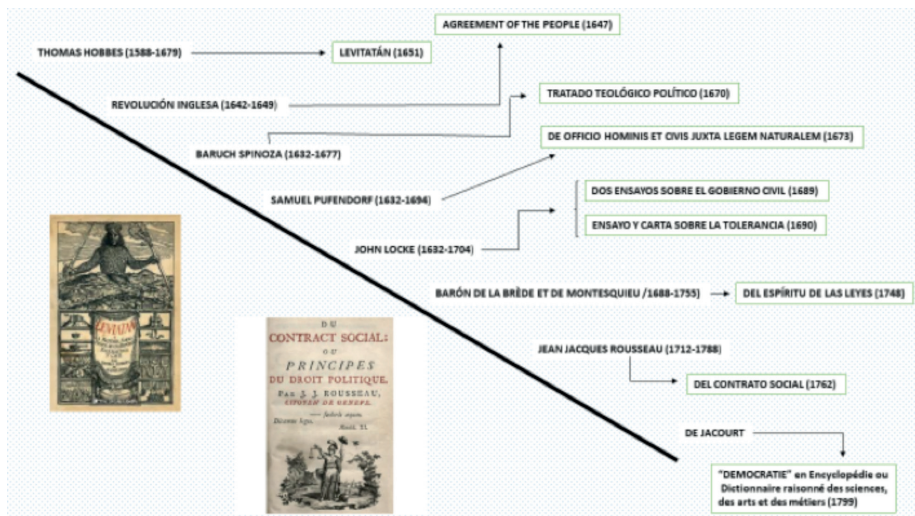 AGREEMENT OF THE PEOPLE (1647)
THOMAS HOBBES (1588-1679)
LEVITATÁN (1651)
REVOLUCIÓN INGLESA (1642-1649)
TRATADO TEOLÓGICO POLÍTICO (1670)
BARUCH SPINOZA (1632-1677)
DE OFFICIO HOMINIS ET CIVIS JUXTA LEGEM NATURALEM (1673)
SAMUEL PUFENDORF (1632-1694)
DOS ENSAYOS SOBRE EL GOBIERNO CIVIL (1689)
ENSAYO Y CARTA SOBRE LA TOLERANCIA (1690)
JOHN LOCKE (1632-1704)
BARÓN DE LA BRÈDE ET DE MONTESQUIEU /1688-1755)
DEL ESPÍRITU DE LAS LEYES (1748)
JEAN JACQUES ROUSSEAU (1712-1788)
DEL CONTRATO SOCIAL (1762)
DE JACOURT
"DEMOCRATIE" en Encyclopédie ou
Dictionnaire raisonné des sciences,
des arts et des métiers (1799)
LEVIATAN
DU
CONTRACT SOCIAL:
OU
PRINCIPES
DU DROIT POLITIQUE.
PAR J. J. ROUSSEAU,
CITOYEN DE GENEVE.